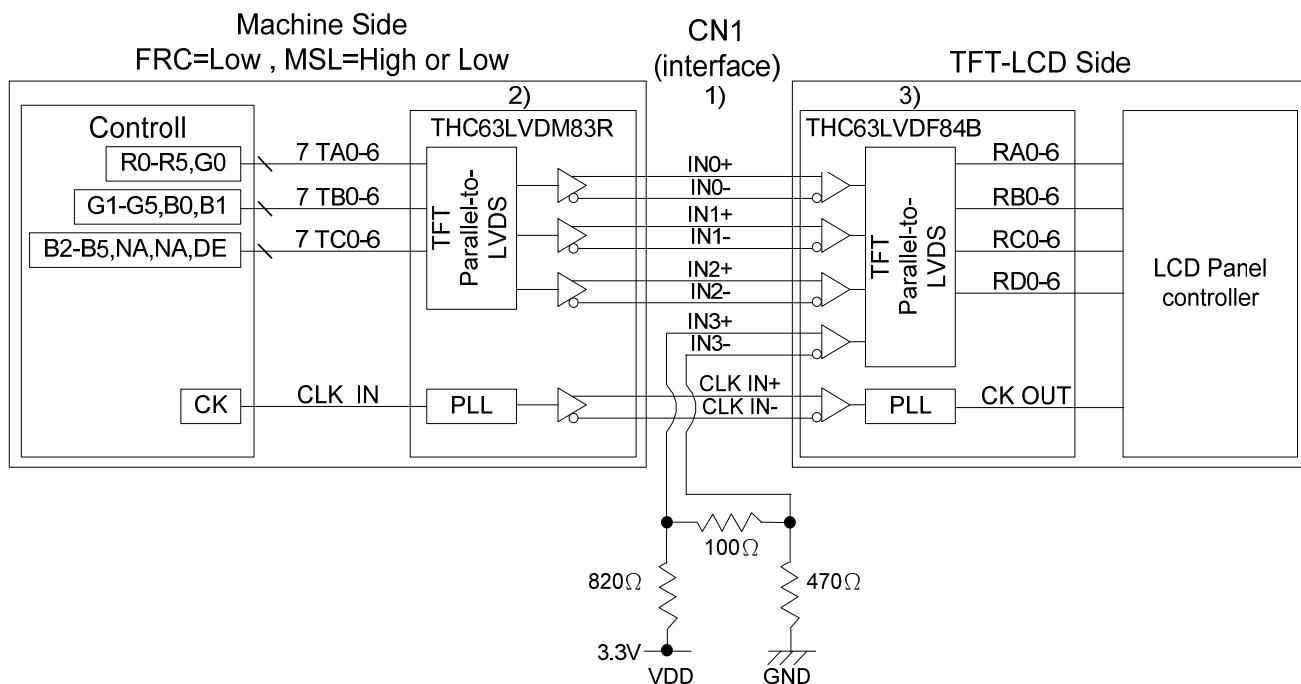 Machine Side
FRC=Low , MSL=High or Low
CN1
(interface)
1)
TFT-LCD Side
2)
THC63LVDM83R
3)
THC63LVDF84B
Controll
R0-R5,G0
7 TA0-6
G1-G5,B0,B1
7 TB0-6
B2-B5,NA,NA,DE
7 TC0-6
TFT
Parallel-to-
LVDS
IN0+
IN0-
IN1+
IN1-
IN2+
IN2-
IN3+
IN3-
TFT
Parallel-to-
LVDS
RA0-6
RB0-6
RC0-6
RD0-6
LCD Panel
controller
CK
CLK IN
PLL
CLK IN+
CLK IN-
PLL
CK OUT
100Ω
820Ω
470Ω
3.3V
VDD
GND